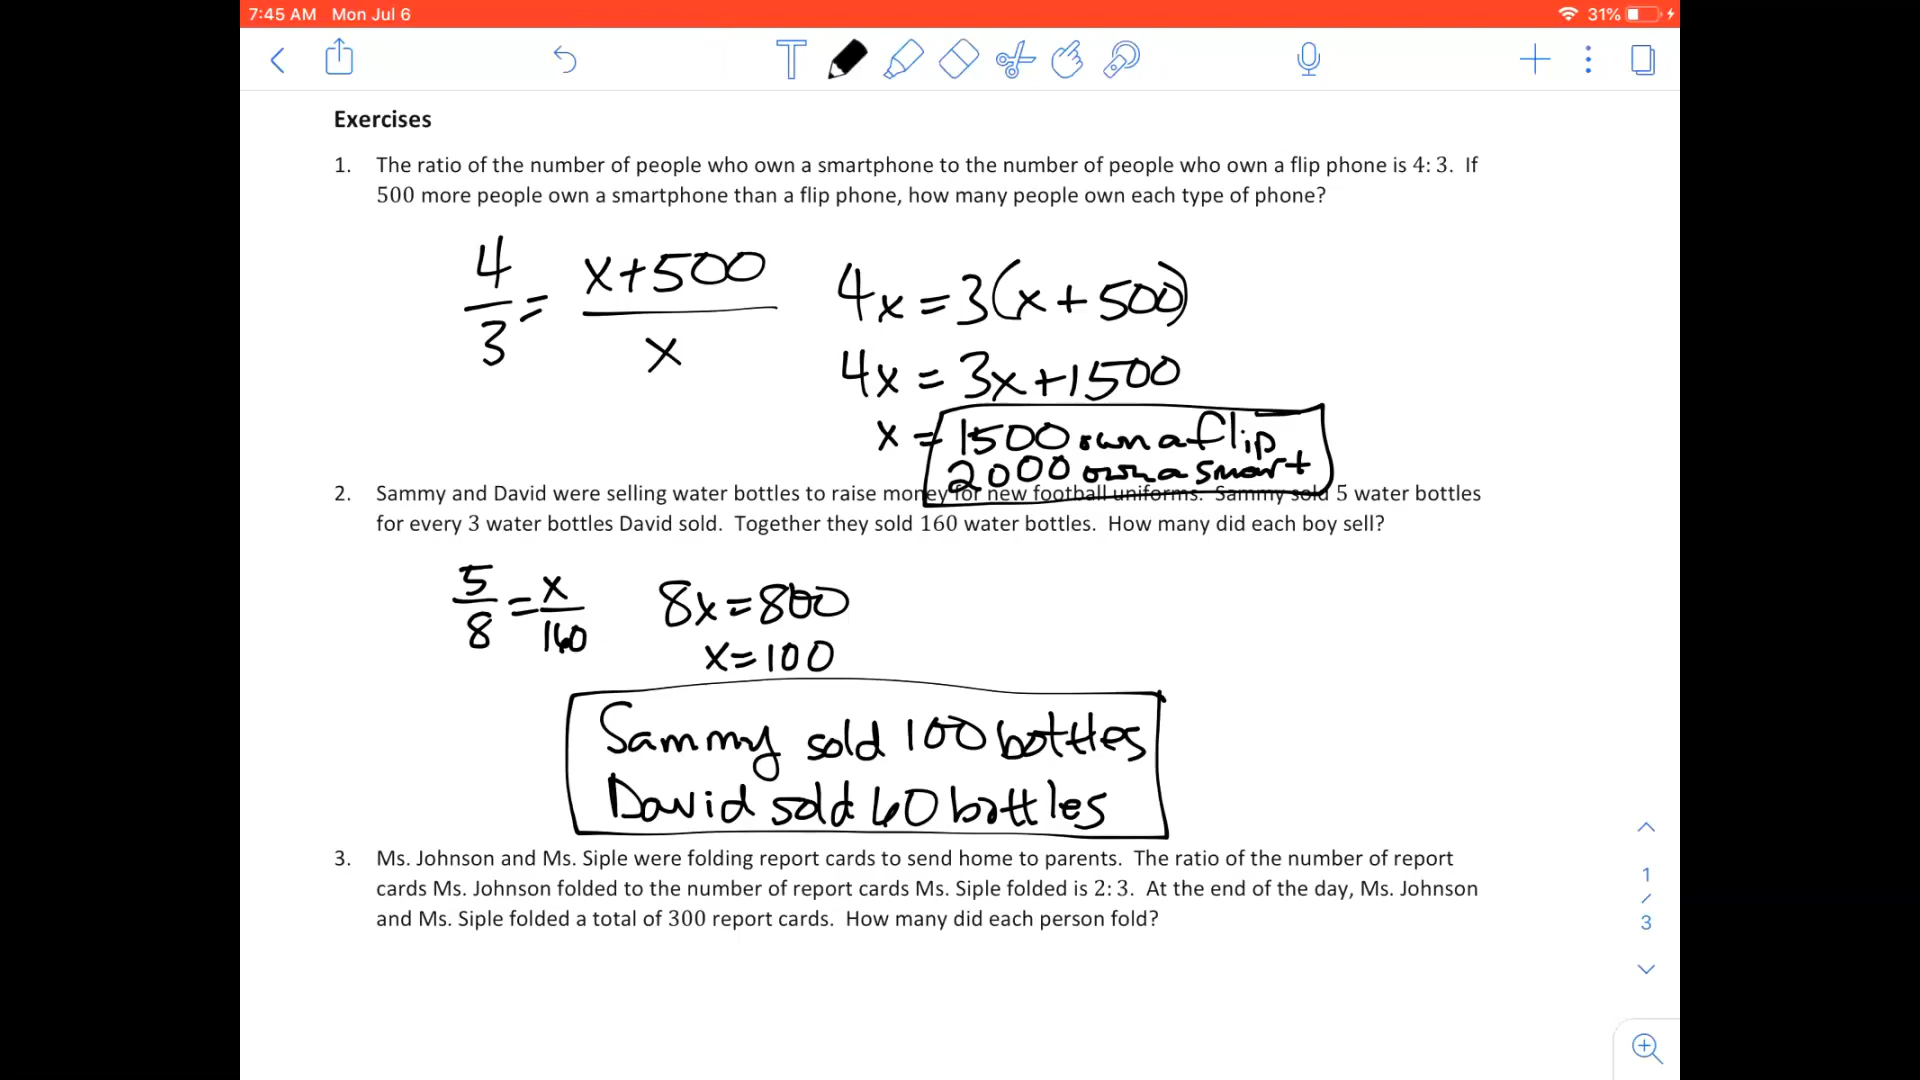 7:45 AM Mon Jul 6 31%
Exercises
1. The ratio of the number of people who own a smartphone to the number of people who own a flip phone is 4: 3. If
500 more people own a smartphone than a flip phone, how many people own each type of phone?
4/3 = x+500/x
4x = 3(x + 500)
4x = 3x+1500
x = 1500 own a flip
2000 own a smart
2. Sammy and David were selling water bottles to raise money for new football uniforms. Sammy sold 5 water bottles
for every 3 water bottles David sold. Together they sold 160 water bottles. How many did each boy sell?
5/8 = x/160
8x = 800
x = 100
Sammy sold 100 bottles
David sold 60 bottles
3. Ms. Johnson and Ms. Siple were folding report cards to send home to parents. The ratio of the number of report
cards Ms. Johnson folded to the number of report cards Ms. Siple folded is 2: 3. At the end of the day, Ms. Johnson
and Ms. Siple folded a total of 300 report cards. How many did each person fold?
1
/
3